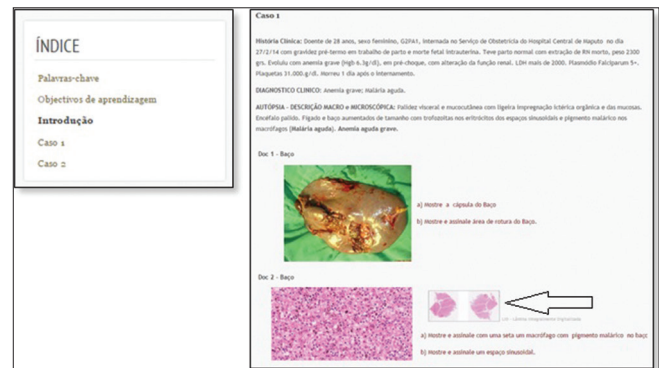 ÍNDICE
Palavras-chave
Objectivos de aprendizagem
Introdução
Caso 1
Caso 2
Caso 1
História Clínica: Doente de 28 anos, sexo feminino, G2PA1, internada no Serviço de Obstetrícia do Hospital Central de Maputo no dia
27/2/14 com gravidez pré-termo em trabalho de parto e morte fetal intrauterina. Teve parto normal com extração de RN morto, peso 2300
grs. Evoluiu com anemia grave (Hgb 6.3g/dl), em pré-choque, com alteração da função renal. LDH mais de 2000. Plasmódio Falciparum 5+.
Plaquetas 31.000.g/dl. Morreu 1 dia após o internamento.
DIAGNOSTICO CLINICO: Anemia grave; Malária aguda.
AUTÓPSIA - DESCRIÇÃO MACRO e MICROSCÓPICA: Palidez visceral e mucocutânea com ligeira impregnação ictérica orgânica e das mucosas.
Encéfalo palido. Fígado e baço aumentados de tamanho com trofozoítas nos eritrócitos dos espaços sinusoidais e pigmento malárico nos
macrófagos (Malária aguda). Anemia aguda grave.
Doc 1 - Baço
a) Mostre a cápsula do Baço
b) Mostre e assinale área de rotura do Baço.
Doc 2 - Baço
a) Mostre e assinale com uma seta um macrófago com pigmento malárico no baço
b) Mostre e assinale um espaço sinusoidal.